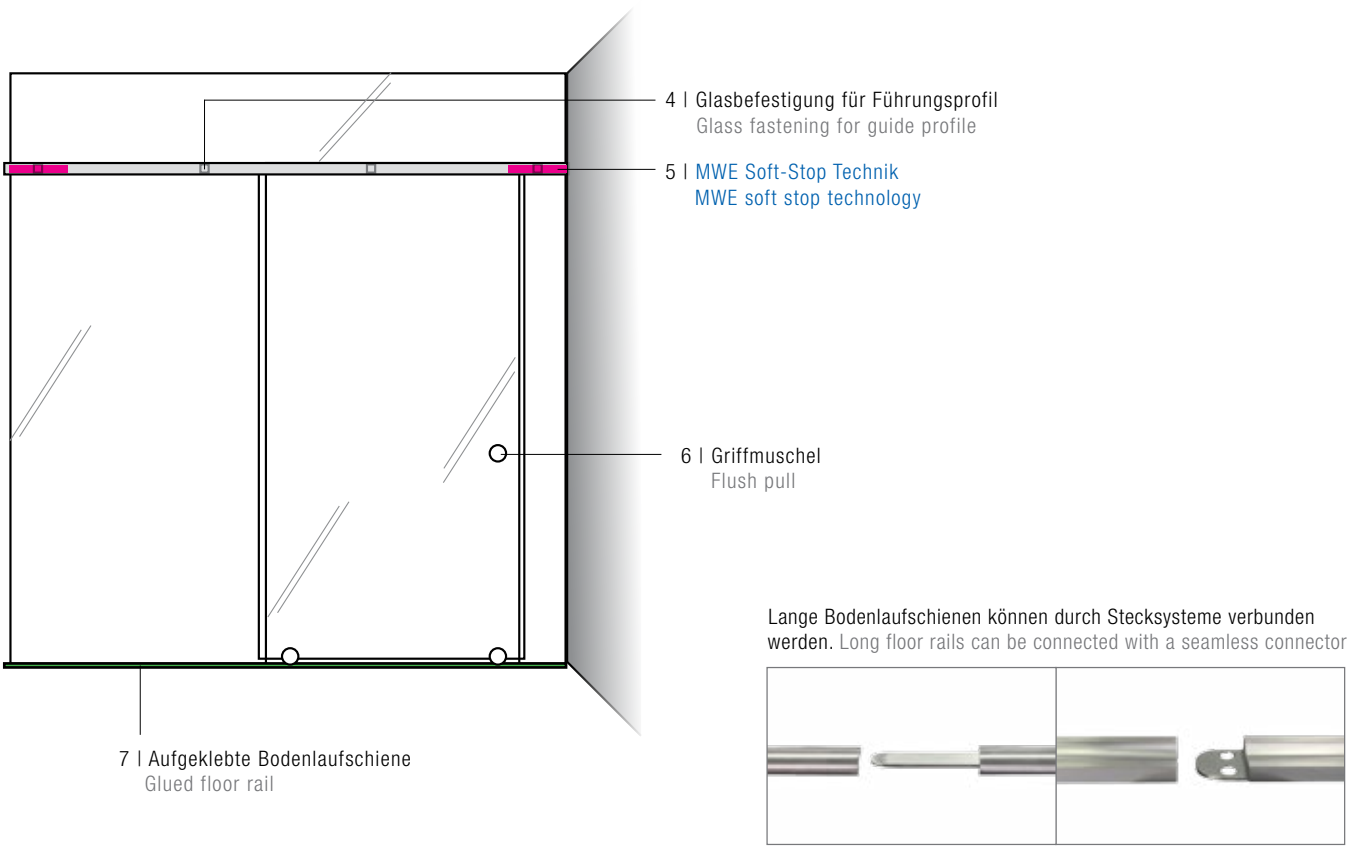 4 | Glasbefestigung für Führungsprofil
Glass fastening for guide profile
5 | MWE Soft-Stop Technik
MWE soft stop technology
6 | Griffmuschel
Flush pull
Lange Bodenlaufschienen können durch Stecksysteme verbunden
werden. Long floor rails can be connected with a seamless connector
7 | Aufgeklebte Bodenlaufschiene
Glued floor rail